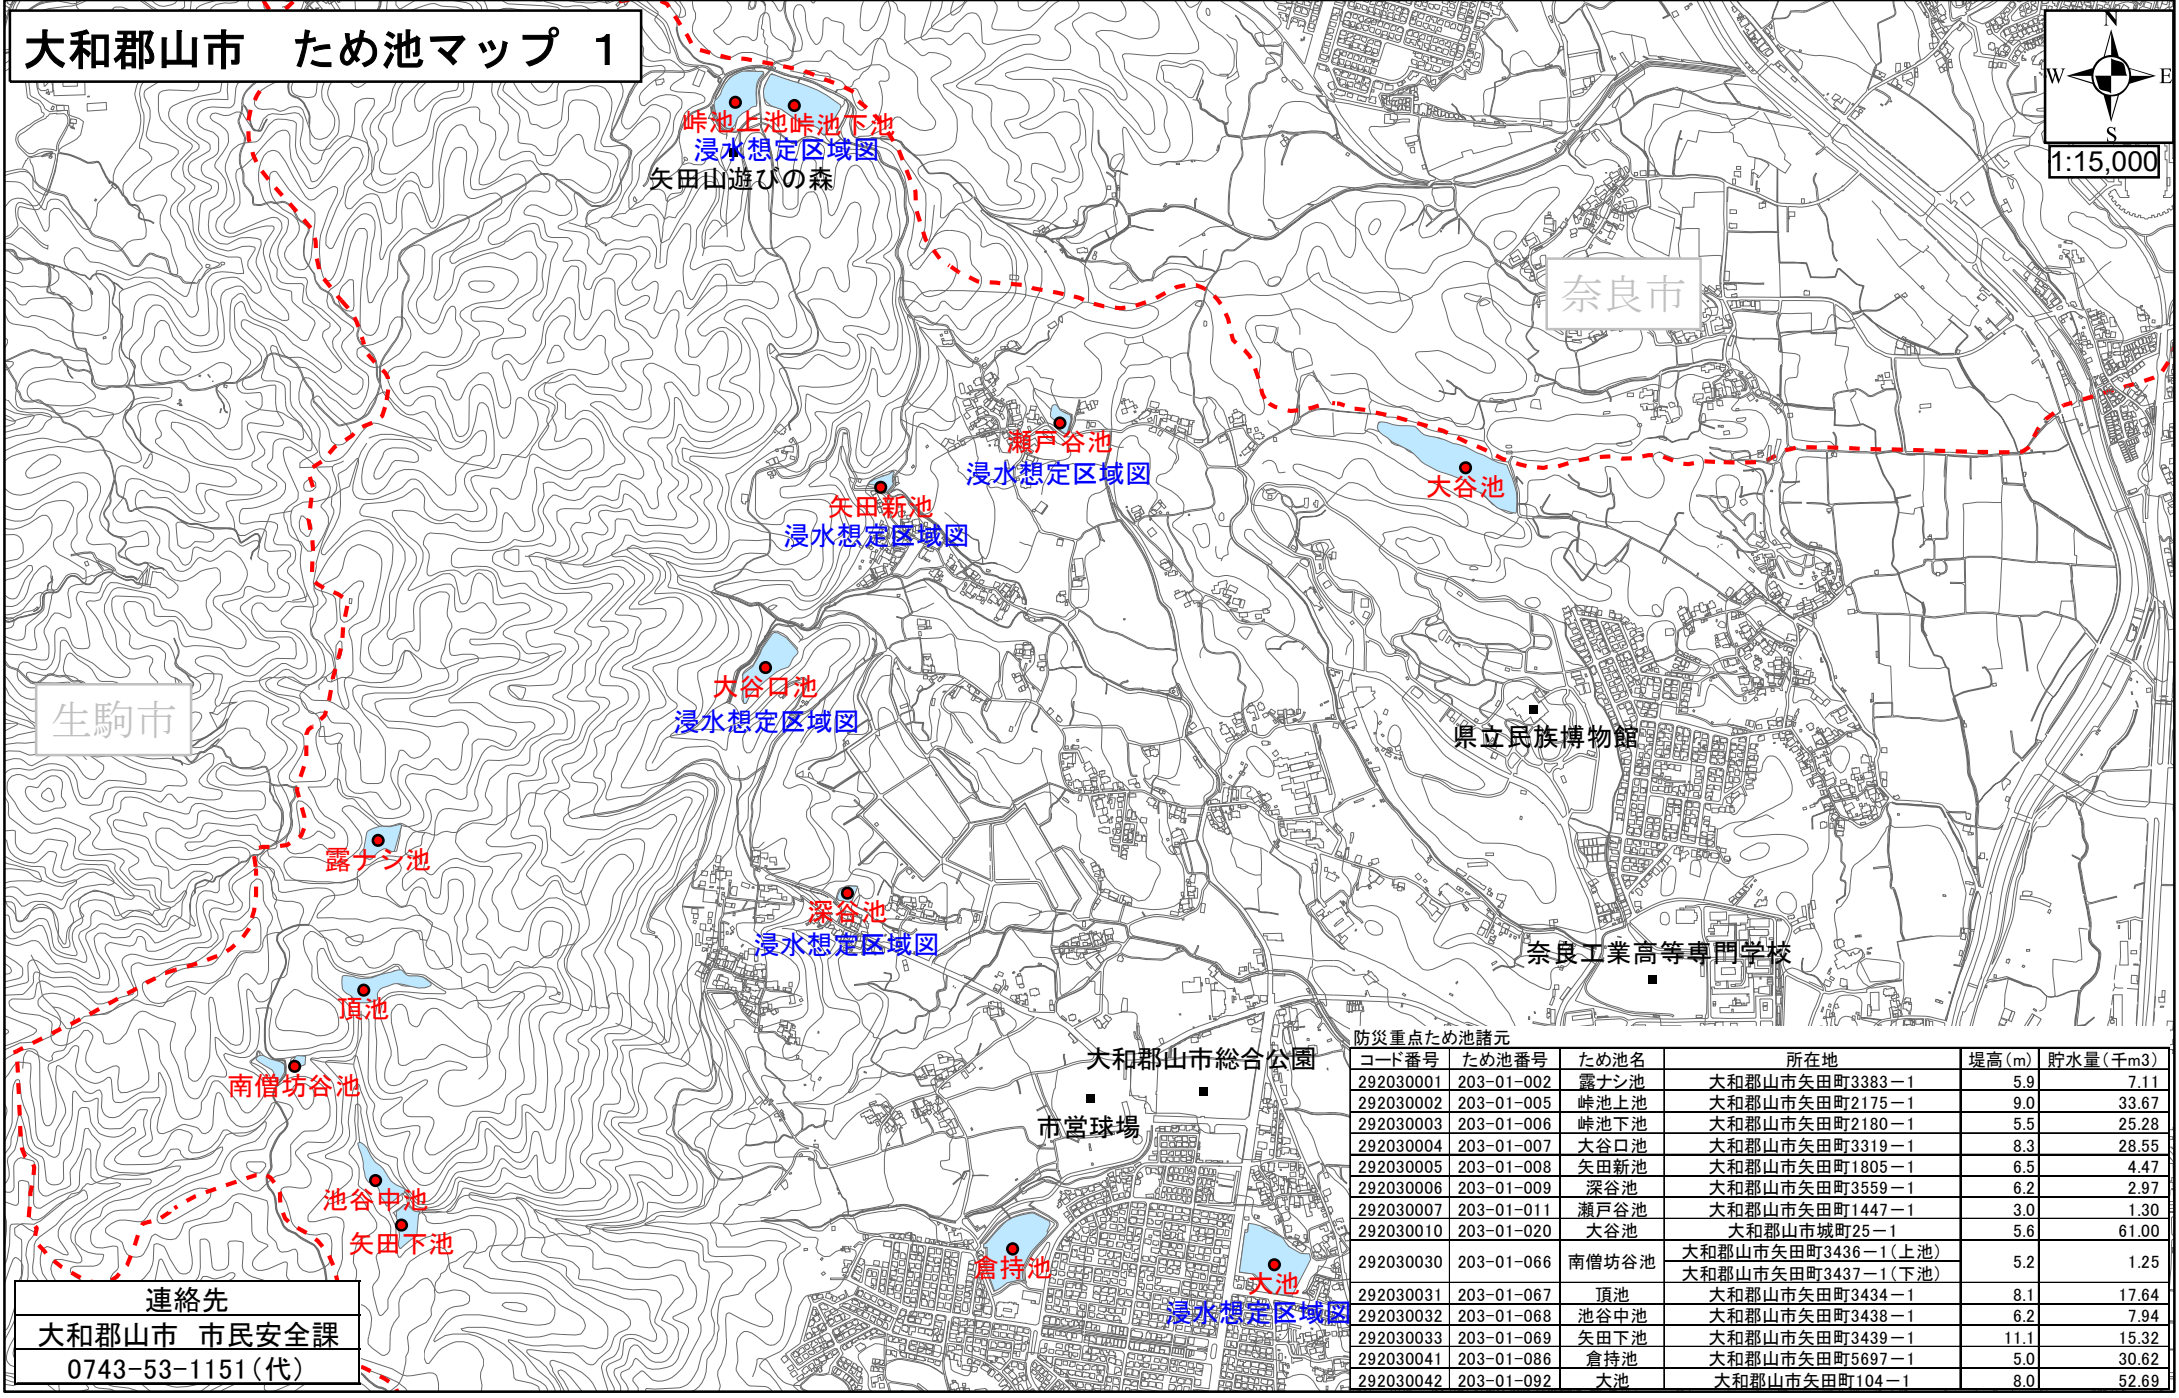 大和郡山市　ため池マップ　1
N
W
E
S
1:15,000
峠池上池
峠池下池
浸水想定区域図
矢田山遊びの森
奈良市
瀬戸谷池
浸水想定区域図
大谷池
矢田新池
浸水想定区域図
大谷口池
浸水想定区域図
生駒市
県立民族博物館
露ナシ池
深谷池
浸水想定区域図
奈良工業高等専門学校
頂池
南僧坊谷池
大和郡山市総合公園
市営球場
池谷中池
矢田下池
倉持池
大池
浸水想定区域図
連絡先
大和郡山市　市民安全課
0743-53-1151(代)
防災重点ため池諸元
コード番号 ため池番号 ため池名 所在地 堤高(m) 貯水量(千m3)
292030001 203-01-002 露ナシ池 大和郡山市矢田町3383-1 5.9 7.11
292030002 203-01-005 峠池上池 大和郡山市矢田町2175-1 9.0 33.67
292030003 203-01-006 峠池下池 大和郡山市矢田町2180-1 5.5 25.28
292030004 203-01-007 大谷口池 大和郡山市矢田町3319-1 8.3 28.55
292030005 203-01-008 矢田新池 大和郡山市矢田町1805-1 6.5 4.47
292030006 203-01-009 深谷池 大和郡山市矢田町3559-1 6.2 2.97
292030007 203-01-011 瀬戸谷池 大和郡山市矢田町1447-1 3.0 1.30
292030010 203-01-020 大谷池 大和郡山市城町25-1 5.6 61.00
292030030 203-01-066 南僧坊谷池 大和郡山市矢田町3436-1(上池) 5.2 1.25
大和郡山市矢田町3437-1(下池)
292030031 203-01-067 頂池 大和郡山市矢田町3434-1 8.1 17.64
292030032 203-01-068 池谷中池 大和郡山市矢田町3438-1 6.2 7.94
292030033 203-01-069 矢田下池 大和郡山市矢田町3439-1 11.1 15.32
292030041 203-01-086 倉持池 大和郡山市矢田町5697-1 5.0 30.62
292030042 203-01-092 大池 大和郡山市矢田町104-1 8.0 52.69